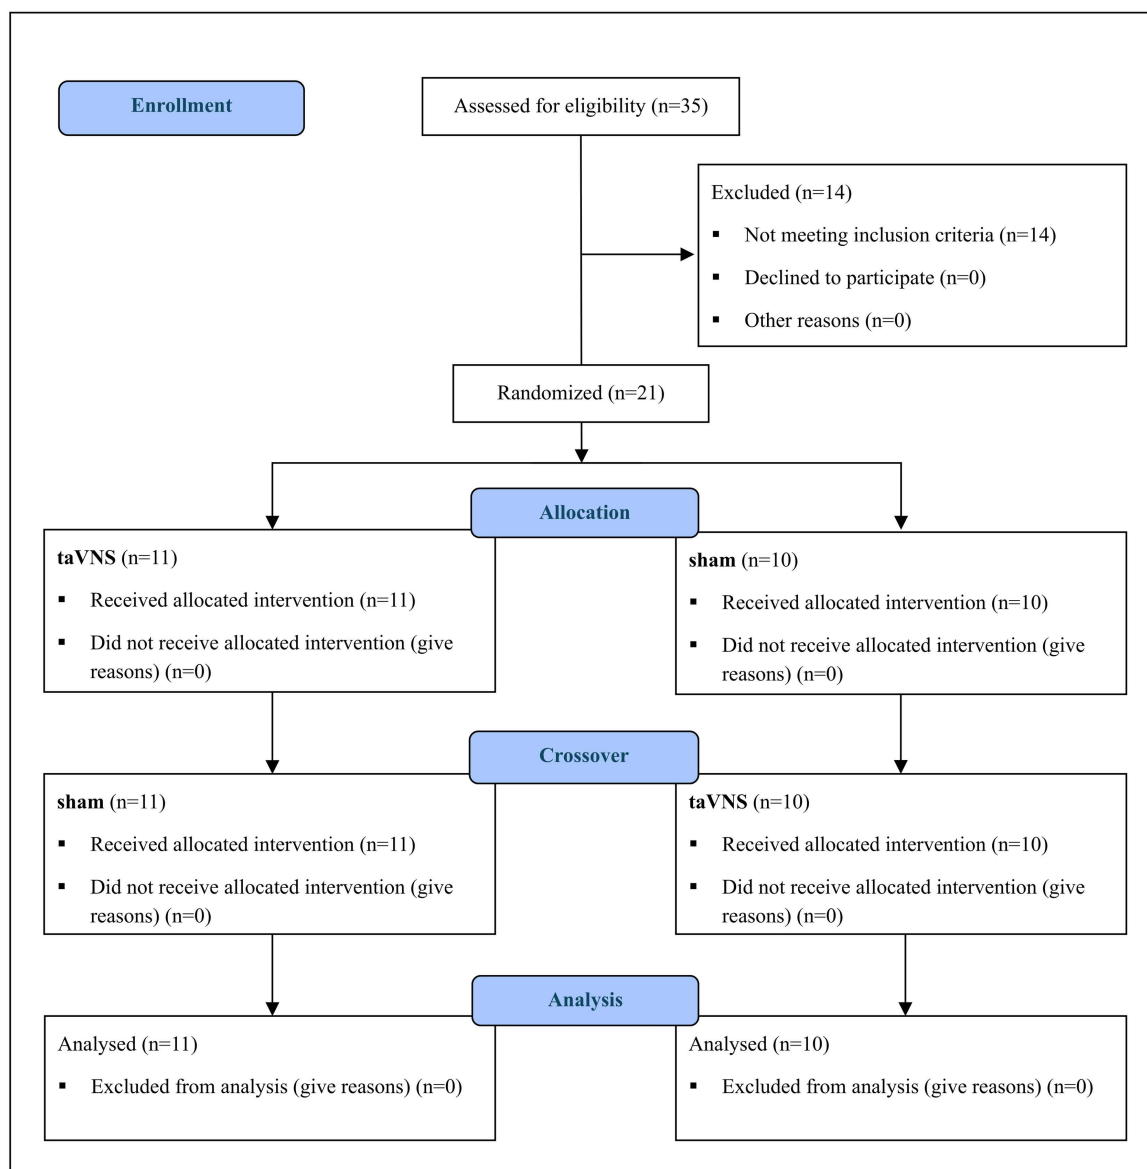 Enrollment
Assessed for eligibility (n=35)
Excluded (n=14)
▪ Not meeting inclusion criteria (n=14)
▪ Declined to participate (n=0)
▪ Other reasons (n=0)
Randomized (n=21)
Allocation
taVNS (n=11)
▪ Received allocated intervention (n=11)
▪ Did not receive allocated intervention (give
reasons) (n=0)
sham (n=10)
▪ Received allocated intervention (n=10)
▪ Did not receive allocated intervention (give
reasons) (n=0)
Crossover
sham (n=11)
▪ Received allocated intervention (n=11)
▪ Did not receive allocated intervention (give
reasons) (n=0)
taVNS (n=10)
▪ Received allocated intervention (n=10)
▪ Did not receive allocated intervention (give
reasons) (n=0)
Analysis
Analysed (n=11)
▪ Excluded from analysis (give reasons) (n=0)
Analysed (n=10)
▪ Excluded from analysis (give reasons) (n=0)